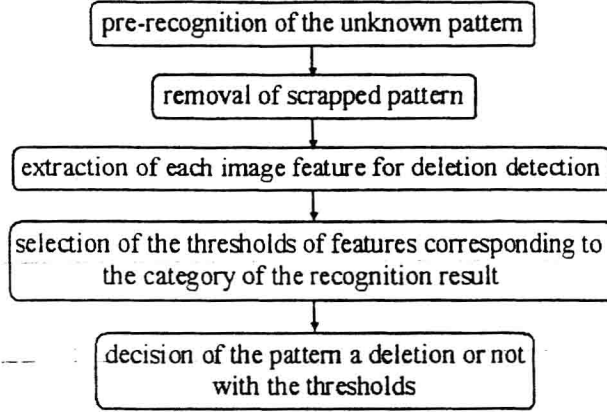 pre-recognition of the unknown pattern
removal of scrapped pattern
extraction of each image feature for deletion detection
selection of the thresholds of features corresponding to
the category of the recognition result
decision of the pattern a deletion or not
with the thresholds